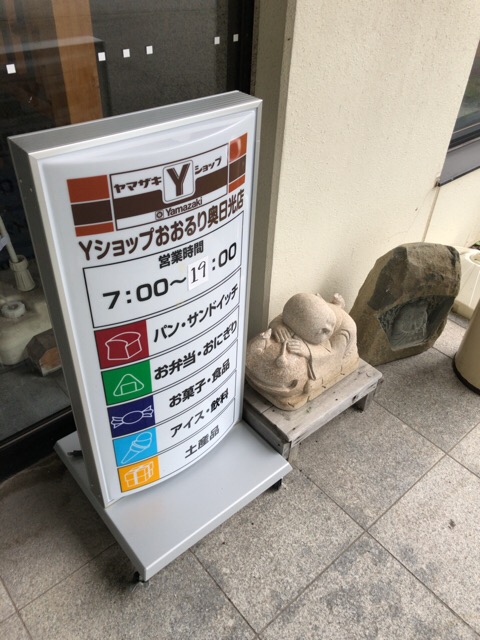 ヤマザキ Y ショップ
Yamazaki
Yショップおおるり奥日光店
営業時間
7:00～19:00
パン・サンドイッチ
お弁当・おにぎり
お菓子・食品
アイス・飲料
土産品